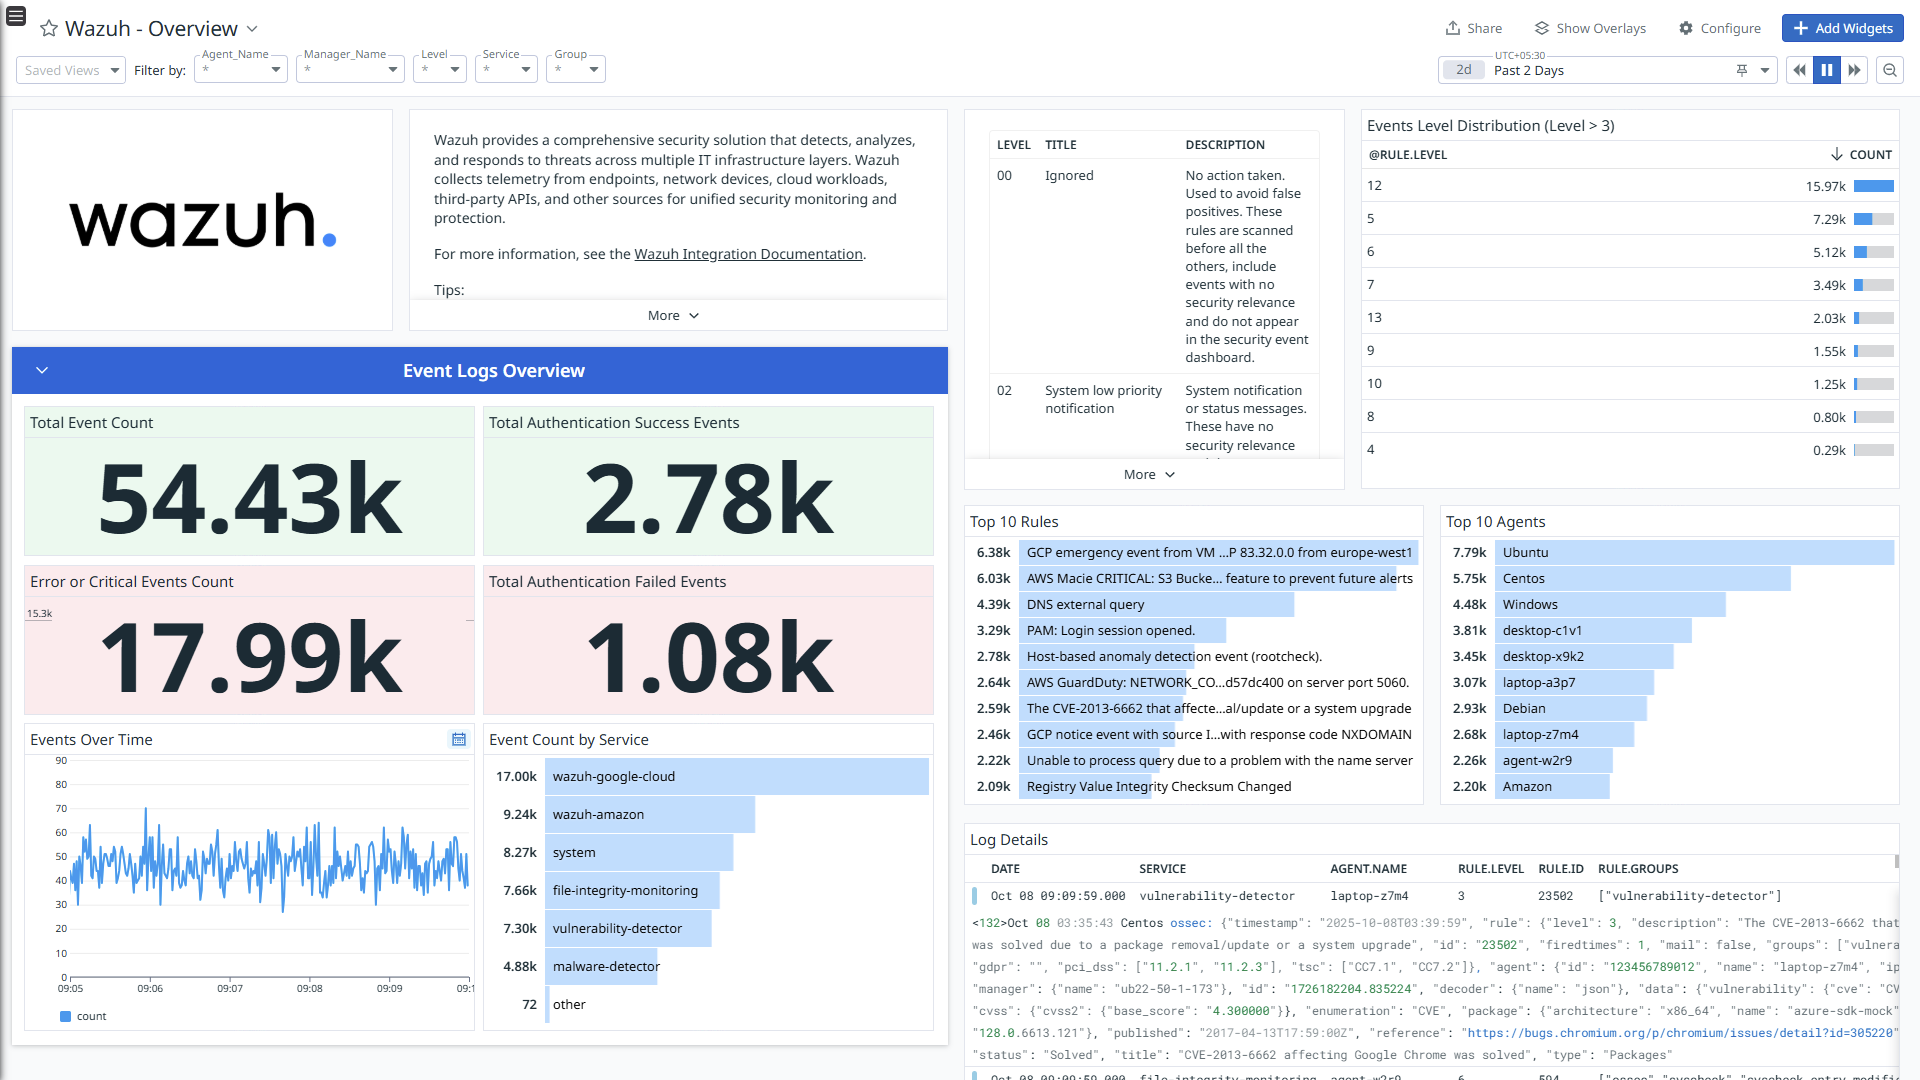 Wazuh - Overview
Share
Show Overlays
Configure
Add Widgets
Saved Views
Filter by:
Agent_Name
*
Manager_Name
*
Level
*
Service
*
Group
*
UTC+05:30
2d
Past 2 Days
wazuh.
Wazuh provides a comprehensive security solution that detects, analyzes,
and responds to threats across multiple IT infrastructure layers. Wazuh
collects telemetry from endpoints, network devices, cloud workloads,
third-party APIs, and other sources for unified security monitoring and
protection.
For more information, see the Wazuh Integration Documentation.
Tips:
More
LEVEL TITLE DESCRIPTION
00 Ignored No action taken.
Used to avoid false
positives. These
rules are scanned
before all the
others, include
events with no
security relevance
and do not appear
in the security event
dashboard.
02 System low priority System notification
notification or status messages.
These have no
security relevance
More
Events Level Distribution (Level > 3)
@RULE.LEVEL COUNT
12 15.97k
5 7.29k
6 5.12k
7 3.49k
13 2.03k
9 1.55k
10 1.25k
8 0.80k
4 0.29k
Event Logs Overview
Total Event Count
54.43k
Total Authentication Success Events
2.78k
Error or Critical Events Count
15.3k
17.99k
Total Authentication Failed Events
1.08k
Events Over Time
90
80
70
60
50
40
30
20
10
0
09:05 09:06 09:07 09:08 09:09 09:1
count
Event Count by Service
17.00k wazuh-google-cloud
9.24k wazuh-amazon
8.27k system
7.66k file-integrity-monitoring
7.30k vulnerability-detector
4.88k malware-detector
72 other
Top 10 Rules
6.38k GCP emergency event from VM ...P 83.32.0.0 from europe-west1
6.03k AWS Macie CRITICAL: S3 Bucke... feature to prevent future alerts
4.39k DNS external query
3.29k PAM: Login session opened.
2.78k Host-based anomaly detection event (rootcheck).
2.64k AWS GuardDuty: NETWORK_CO...d57dc400 on server port 5060.
2.59k The CVE-2013-6662 that affecte...al/update or a system upgrade
2.46k GCP notice event with source I...with response code NXDOMAIN
2.22k Unable to process query due to a problem with the name server
2.09k Registry Value Integrity Checksum Changed
Top 10 Agents
7.79k Ubuntu
5.75k Centos
4.48k Windows
3.81k desktop-c1v1
3.45k desktop-x9k2
3.07k laptop-a3p7
2.93k Debian
2.68k laptop-z7m4
2.26k agent-w2r9
2.20k Amazon
Log Details
DATE SERVICE AGENT.NAME RULE.LEVEL RULE.ID RULE.GROUPS
Oct 08 09:09:59.000 vulnerability-detector laptop-z7m4 3 23502 ["vulnerability-detector"]
<132>Oct 08 03:35:43 Centos ossec: {"timestamp": "2025-10-08T03:39:59", "rule": {"level": 3, "description": "The CVE-2013-6662 that
was solved due to a package removal/update or a system upgrade", "id": "23502", "firedtimes": 1, "mail": false, "groups": ["vulnera
"gdpr": "", "pci_dss": ["11.2.1", "11.2.3"], "tsc": ["CC7.1", "CC7.2"]}, "agent": {"id": "123456789012", "name": "laptop-z7m4", "ip
"manager": {"name": "ub22-50-1-173"}, "id": "1726182204.835224", "decoder": {"name": "json"}, "data": {"vulnerability": {"cve": "CV
"cvss": {"cvss2": {"base_score": "4.300000"}}, "enumeration": "CVE", "package": {"architecture": "x86_64", "name": "azure-sdk-mock"
"128.0.6613.121"}, "published": "2017-04-13T17:59:00Z", "reference": "https://bugs.chromium.org/p/chromium/issues/detail?id=305220"
"status": "Solved", "title": "CVE-2013-6662 affecting Google Chrome was solved", "type": "Packages"
Oct 08 09:09:59.000 file-integrity-monitoring agent-w2r9 6 594 ["ossec", "syscheck", "syscheck_entry_modifie